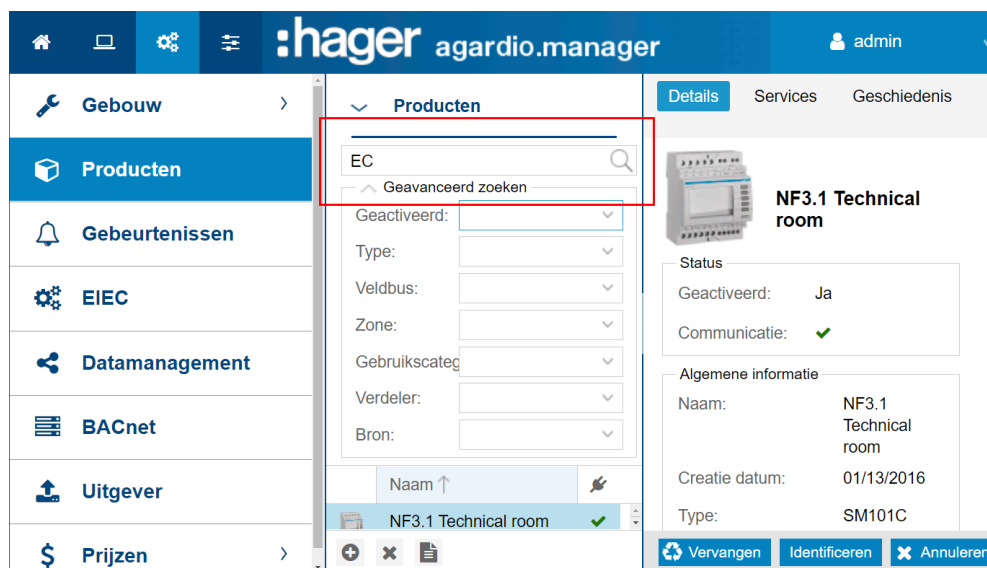 :hager agardio.manager
admin
Gebouw
Producten
Gebeurtenissen
EIEC
Datamanagement
BACnet
Uitgever
Prijzen
Producten
EC
Geavanceerd zoeken
Geactiveerd:
Type:
Veldbus:
Zone:
Gebruikscateg
Verdeler:
Bron:
Naam
NF3.1 Technical room
Details Services Geschiedenis
NF3.1 Technical
room
Status
Geactiveerd: Ja
Communicatie:
Algemene informatie
Naam: NF3.1
Technical
room
Creatie datum: 01/13/2016
Type: SM101C
Vervangen Identificeren Annuleren